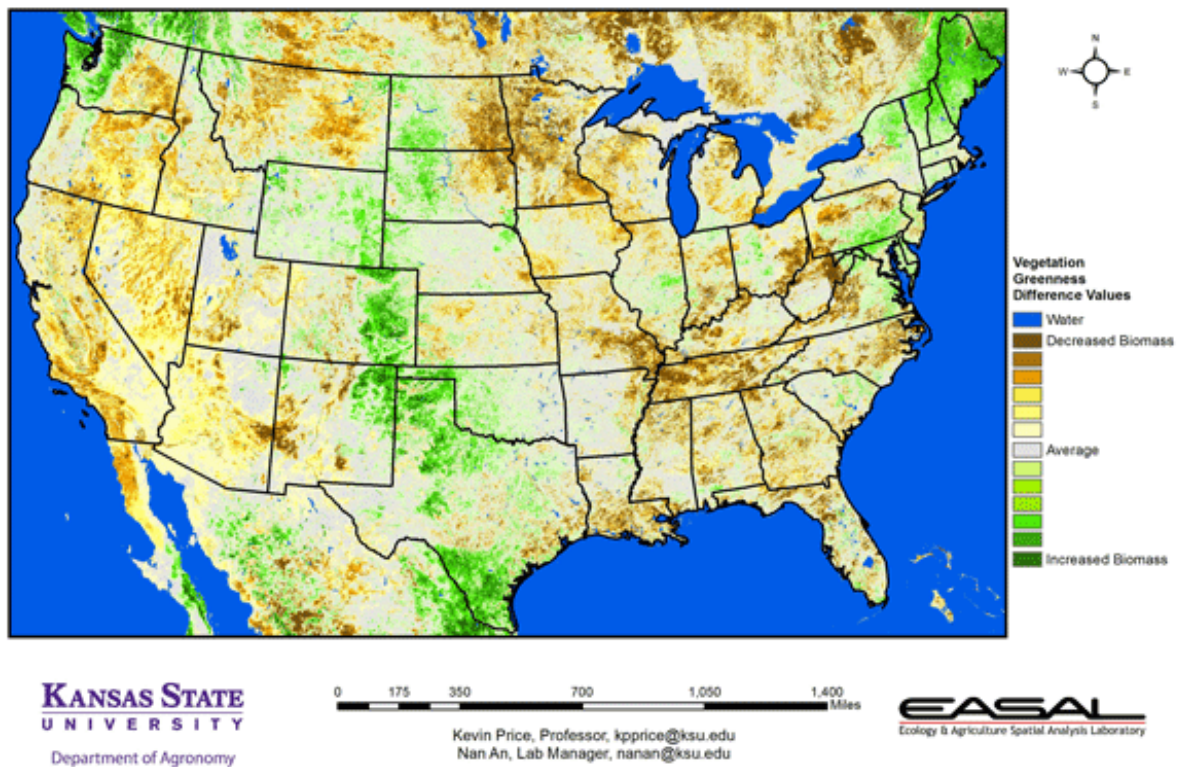 N
W E
S
Vegetation
Greenness
Difference Values
Water
Decreased Biomass
Average
Increased Biomass
KANSAS STATE
UNIVERSITY
Department of Agronomy
0 175 350 700 1,050 1,400
Miles
Kevin Price, Professor, kpprice@ksu.edu
Nan An, Lab Manager, nanan@ksu.edu
EASAL
Ecology & Agriculture Spatial Analysis Laboratory